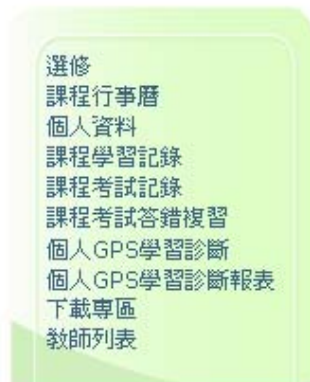 選修
課程行事曆
個人資料
課程學習記錄
課程考試記錄
課程考試答錯複習
個人GPS學習診斷
個人GPS學習診斷報表
下載專區
教師列表